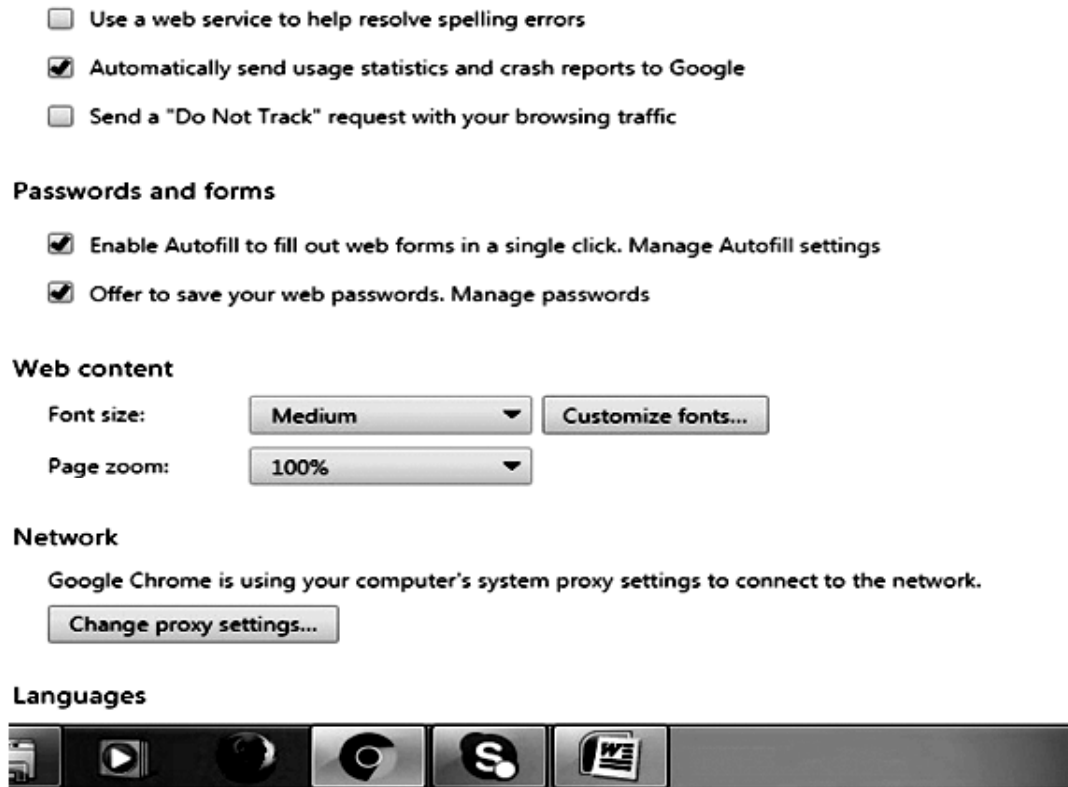 Use a web service to help resolve spelling errors
Automatically send usage statistics and crash reports to Google
Send a "Do Not Track" request with your browsing traffic
Passwords and forms
Enable Autofill to fill out web forms in a single click. Manage Autofill settings
Offer to save your web passwords. Manage passwords
Web content
Font size: Medium Customize fonts...
Page zoom: 100%
Network
Google Chrome is using your computer's system proxy settings to connect to the network.
Change proxy settings...
Languages
S W